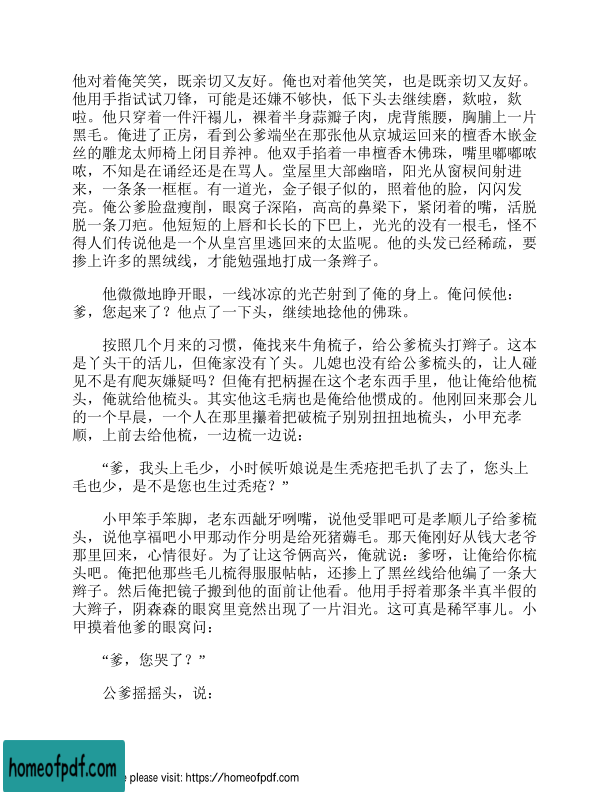 他对着俺笑笑，既亲切又友好。俺也对着他笑笑，也是既亲切又友好。
他用手指试试刀锋，可能是还嫌不够快，低下头去继续磨，欻啦，欻
啦。他只穿着一件汗褟儿，裸着半身蒜瓣子肉，虎背熊腰，胸脯上一片
黑毛。俺进了正房，看到公爹端坐在那张他从京城运回来的檀香木嵌金
丝的雕龙太师椅上闭目养神。他双手掐着一串檀香木佛珠，嘴里嘟嘟哝
哝，不知是在诵经还是在骂人。堂屋里大部幽暗，阳光从窗棂间射进
来，一条条一框框。有一道光，金子银子似的，照着他的脸，闪闪发
亮。俺公爹脸盘瘦削，眼窝子深陷，高高的鼻梁下，紧闭着的嘴，活脱
脱一条刀疤。他短短的上唇和长长的下巴上，光光的没有一根毛，怪不
得人们传说他是一个从皇宫里逃回来的太监呢。他的头发已经稀疏，要
掺上许多的黑绒线，才能勉强地打成一条辫子。
他微微地睁开眼，一线冰凉的光芒射到了俺的身上。俺问候他：
爹，您起来了？他点了一下头，继续地捻他的佛珠。
按照几个月来的习惯，俺找来牛角梳子，给公爹梳头打辫子。这本
是丫头干的活儿，但俺家没有丫头。儿媳也没有给公爹梳头的，让人碰
见不是有爬灰嫌疑吗？但俺有把柄握在这个老东西手里，他让俺给他梳
头，俺就给他梳头。其实他这毛病也是俺给他惯成的。他刚回来那会儿
的一个早晨，一个人在那里攥着把破梳子别别扭扭地梳头，小甲充孝
顺，上前去给他梳，一边梳一边说：
“爹，我头上毛少，小时候听娘说是生秃疮把毛扒了去了，您头上
毛也少，是不是您也生过秃疮？”
小甲笨手笨脚，老东西龇牙咧嘴，说他受罪吧可是孝顺儿子给爹梳
头，说他享福吧小甲那动作分明是给死猪薅毛。那天俺刚好从钱大老爷
那里回来，心情很好。为了让这爷俩高兴，俺就说：爹呀，让俺给你梳
头吧。俺把他那些毛儿梳得服服帖帖，还掺上了黑丝线给他编了一条大
辫子。然后俺把镜子搬到他的面前让他看。他用手捋着那条半真半假的
大辫子，阴森森的眼窝里竟然出现了一片泪光。这可真是稀罕事儿。小
甲摸着他爹的眼窝问：
“爹，您哭了？”
公爹摇摇头，说：
homeofpdf.com
e please visit: https://homeofpdf.com